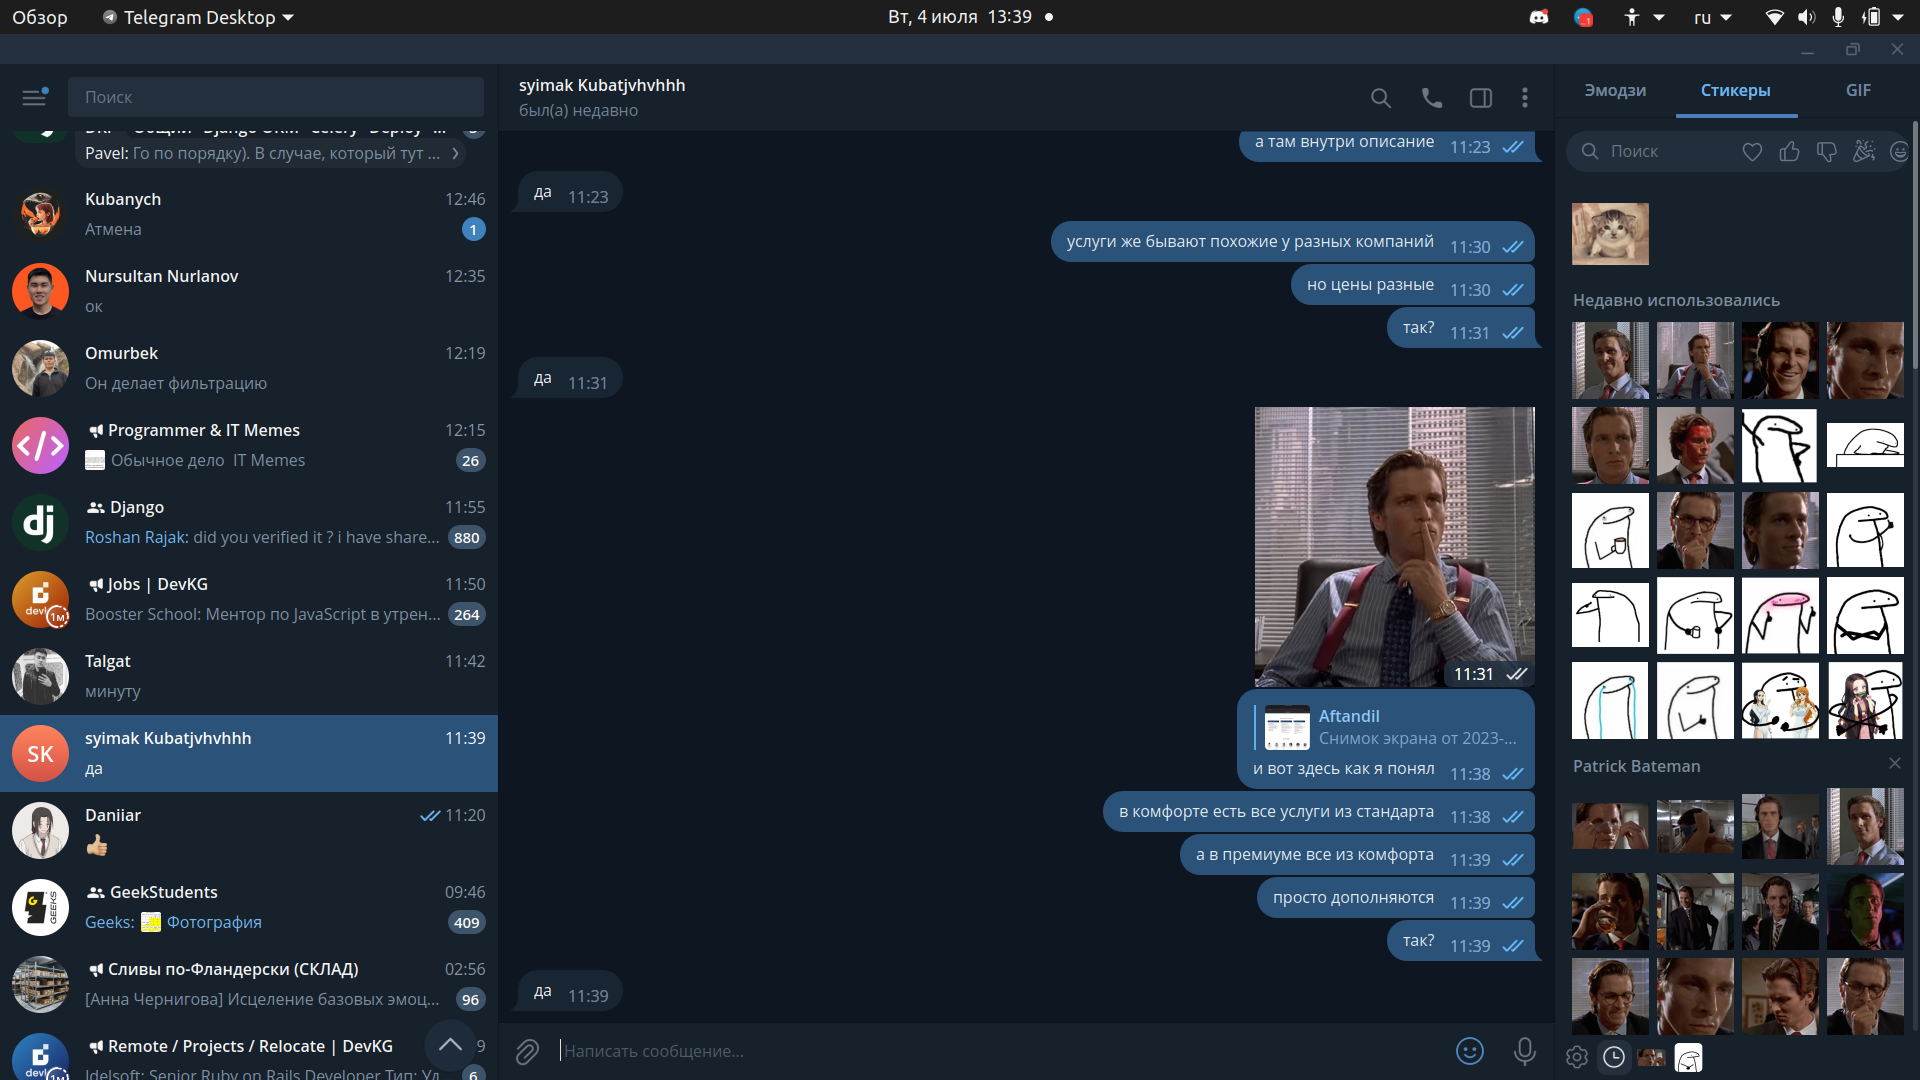 Обзор
Telegram Desktop
Вт, 4 июля 13:39
ru
Поиск
Pavel: Го по порядку). В случае, который тут ...
Kubanych 12:46
Атмена 1
Nursultan Nurlanov 12:35
ок
Omurbek 12:19
Он делает фильтрацию
Programmer & IT Memes 12:15
Обычное дело IT Memes 26
Django 11:55
Roshan Rajak: did you verified it ? i have share... 880
Jobs | DevKG 11:50
Booster School: Ментор по JavaScript в утрен... 264
Talgat 11:42
минуту
SK
syimak Kubatjvhvhhh 11:39
да
Daniiar 11:20
GeekStudents 09:46
Geeks: Фотография 409
Сливы по-Фландерски (СКЛАД) 02:56
[Анна Чернигова] Исцеление базовых эмоц... 96
Remote / Projects / Relocate | DevKG 9
Idelsoft: Senior Ruby on Rails Developer Тип: Уд 6
syimak Kubatjvhvhhh
был(а) недавно
а там внутри описание 11:23
да 11:23
услуги же бывают похожие у разных компаний 11:30
но цены разные 11:30
так? 11:31
да 11:31
11:31
Aftandil
Снимок экрана от 2023-...
и вот здесь как я понял 11:38
в комфорте есть все услуги из стандарта 11:38
а в премиуме все из комфорта 11:39
просто дополняются 11:39
так? 11:39
да 11:39
Написать сообщение...
Эмодзи Стикеры GIF
Поиск
Недавно использовались
Patrick Bateman